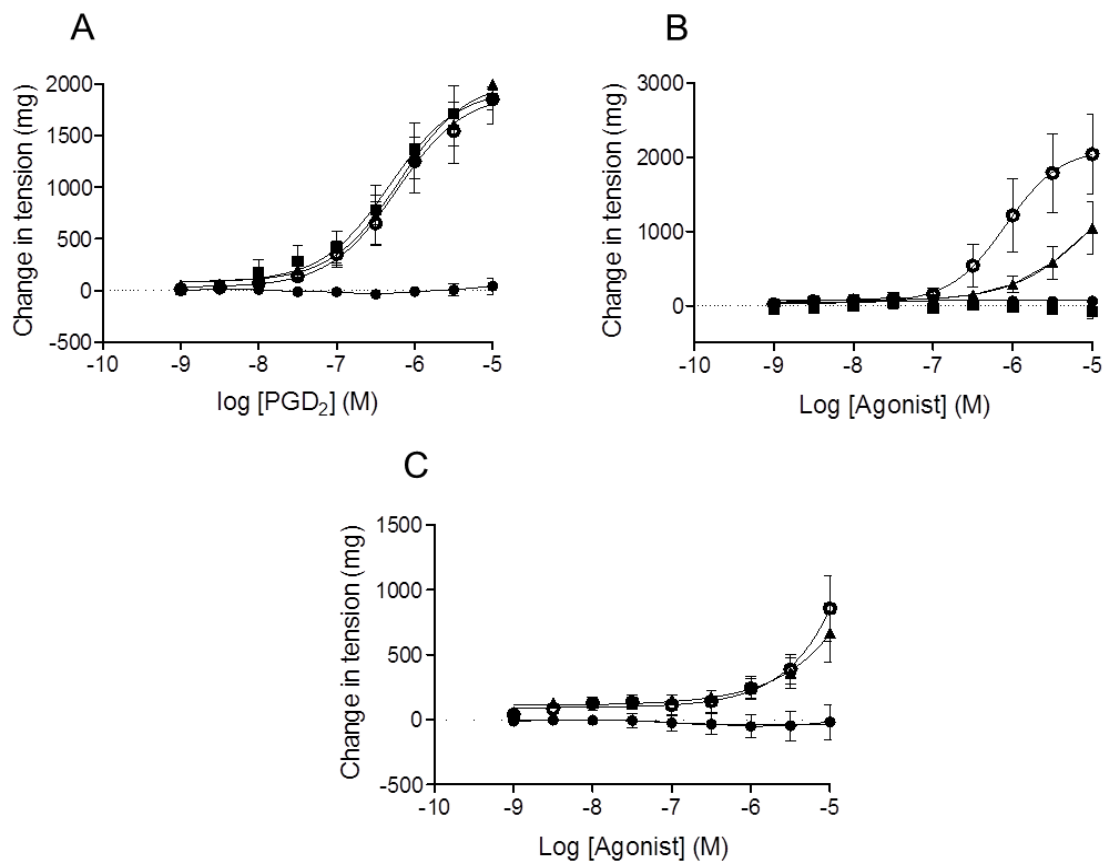 A
Change in tension (mg)
2000
1500
1000
500
0
-500
-10 -9 -8 -7 -6 -5
log [PGD₂] (M)
B
Change in tension (mg)
3000
2000
1000
0
-10 -9 -8 -7 -6 -5
Log [Agonist] (M)
C
Change in tension (mg)
1500
1000
500
0
-500
-10 -9 -8 -7 -6 -5
Log [Agonist] (M)